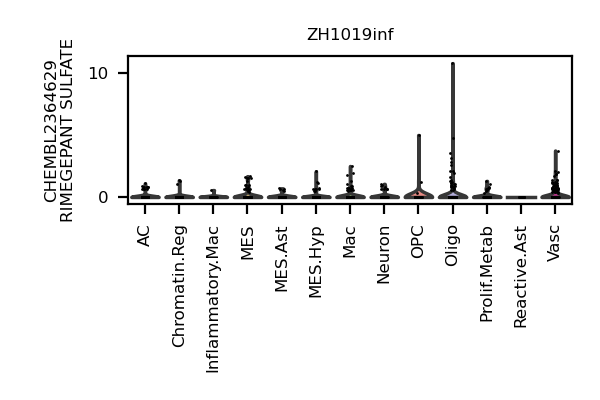 ZH1019inf
CHEMBL2364629
RIMEGEPANT SULFATE
10
0
AC
Chromatin.Reg
Inflammatory.Mac
MES
MES.Ast
MES.Hyp
Mac
Neuron
OPC
Oligo
Prolif.Metab
Reactive.Ast
Vasc